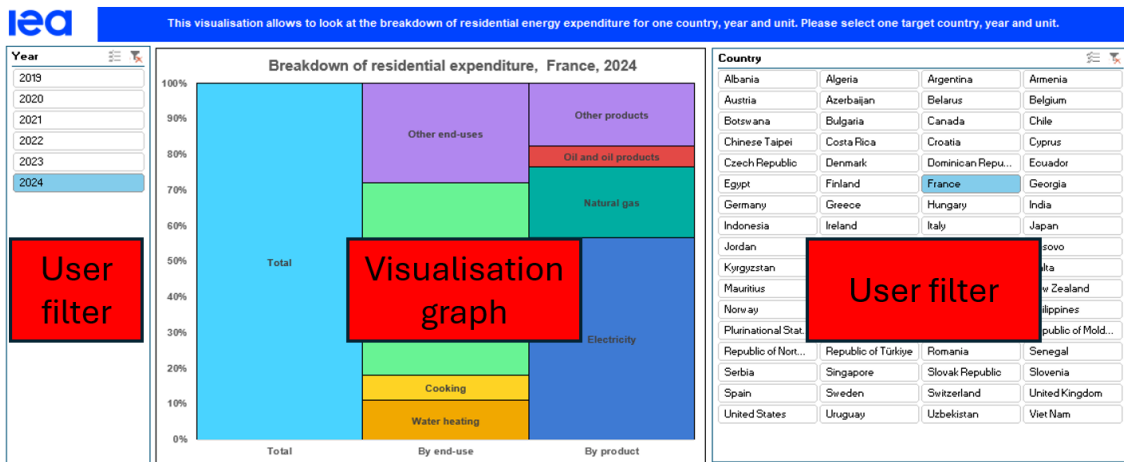 iea
This visualisation allows to look at the breakdown of residential energy expenditure for one country, year and unit. Please select one target country, year and unit.
Year
2019
2020
2021
2022
2023
2024
User
filter
Breakdown of residential expenditure, France, 2024
100%
90%
80%
70%
60%
50%
40%
30%
20%
10%
0%
Total
Other end-uses
Cooking
Water heating
Other products
Oil and oil products
Natural gas
Electricity
Visualisation
graph
Total By end-use By product
Country
Albania Algeria Argentina Armenia
Austria Azerbaijan Belarus Belgium
Botswana Bulgaria Canada Chile
Chinese Taipei Costa Rica Croatia Cyprus
Czech Republic Denmark Dominican Repu... Ecuador
Egypt Finland France Georgia
Germany Greece Hungary India
Indonesia Ireland Italy Japan
Jordan
Kyrgyzstan
Mauritius Zealand
Norway
Plurinational Stat. of Mold...
Republic of Nort... Republic of Türkiye Romania Senegal
Serbia Singapore Slovak Republic Slovenia
Spain Sweden Switzerland United Kingdom
United States Uruguay Uzbekistan Viet Nam
User filter